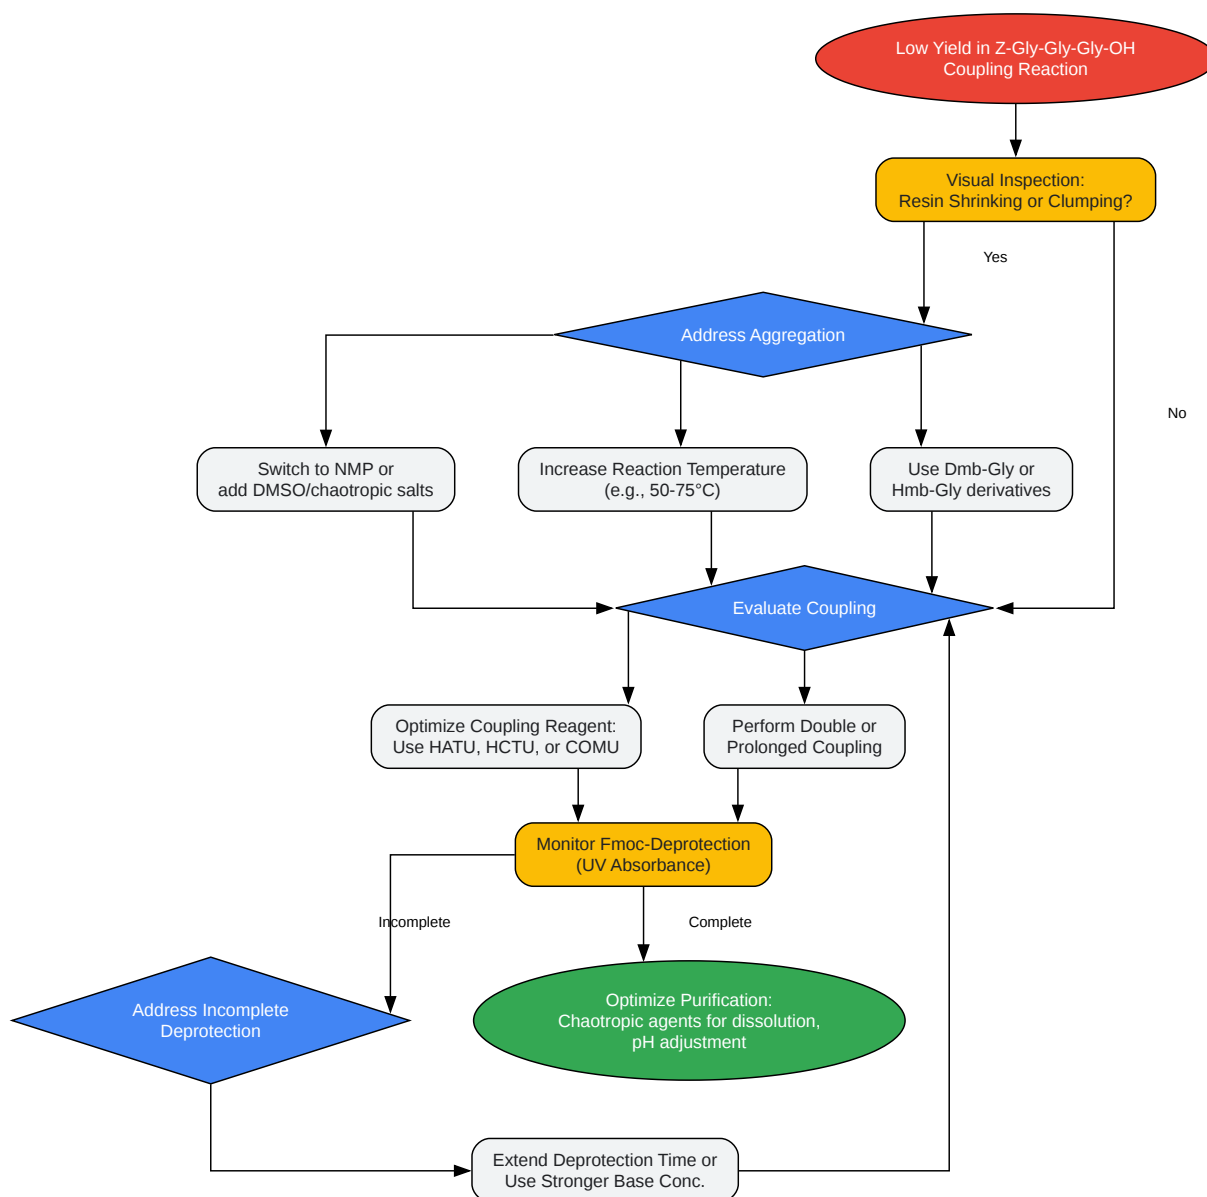 Low Yield in Z-Gly-Gly-Gly-OH
Coupling Reaction
Visual Inspection:
Resin Shrinking or Clumping?
Yes
Address Aggregation
No
Switch to NMP or
add DMSO/chaotropic salts
Increase Reaction Temperature
(e.g., 50-75°C)
Use Dmb-Gly or
Hmb-Gly derivatives
Evaluate Coupling
Optimize Coupling Reagent:
Use HATU, HCTU, or COMU
Perform Double or
Prolonged Coupling
Monitor Fmoc-Deprotection
(UV Absorbance)
Incomplete
Complete
Address Incomplete
Deprotection
Optimize Purification:
Chaotropic agents for dissolution,
pH adjustment
Extend Deprotection Time or
Use Stronger Base Conc.